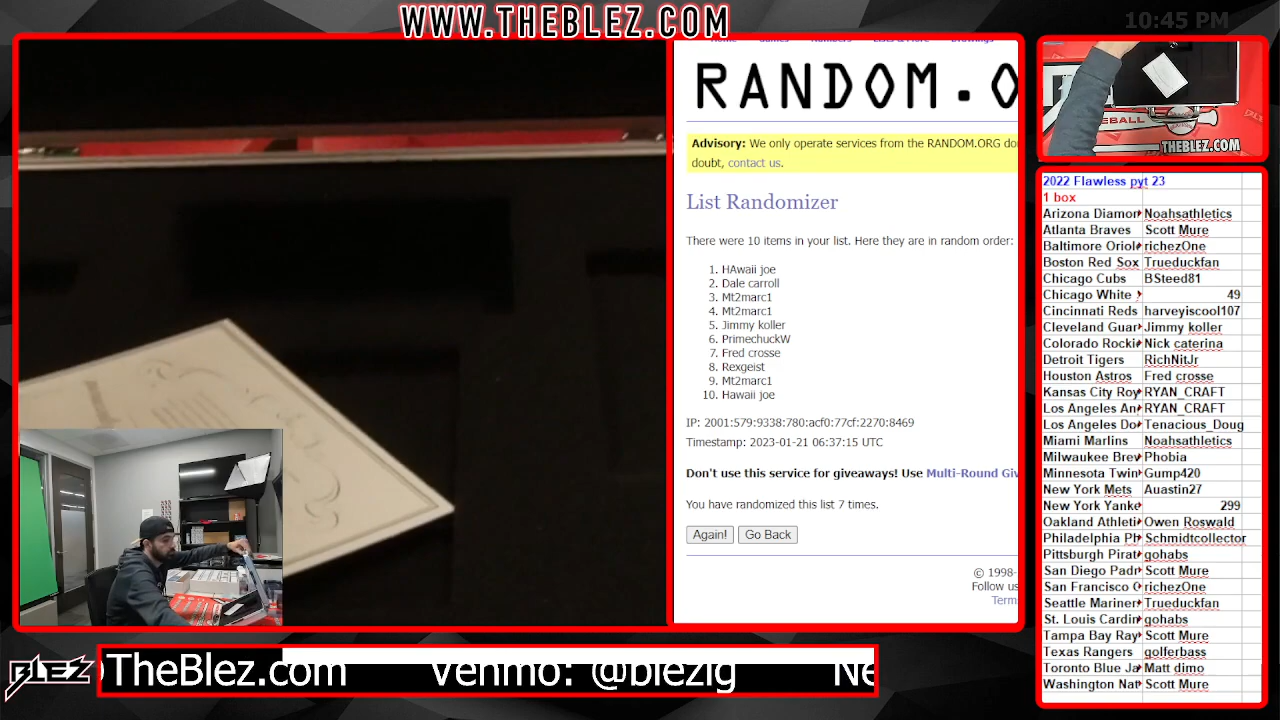 WWW.THEBLEZ.COM
10:45 PM
RANDOM.O
Advisory: We only operate services from the RANDOM.ORG do
doubt, contact us.
List Randomizer
There were 10 items in your list. Here they are in random order:
1. HAwaii joe
2. Dale carroll
3. Mt2marc1
4. Mt2marc1
5. Jimmy koller
6. PrimechuckW
7. Fred crosse
8. Rexgeist
9. Mt2marc1
10. Hawaii joe
IP: 2001:579:9338:780:acf0:77cf:2270:8469
Timestamp: 2023-01-21 06:37:15 UTC
Don't use this service for giveaways! Use Multi-Round Giv
You have randomized this list 7 times.
Again! Go Back
© 1998-
Follow us
Term
EBALL
THEBLEZ.COM
2022 Flawless pyt 23
1 box
Arizona Diamor Noahsathletics
Atlanta Braves Scott Mure
Baltimore Oriol richezOne
Boston Red Sox Trueduckfan
Chicago Cubs BSteed81
Chicago White 49
Cincinnati Reds harveyiscool107
Cleveland Guar Jimmy koller
Colorado Rocki Nick caterina
Detroit Tigers RichNitJr
Houston Astros Fred crosse
Kansas City Roy RYAN_CRAFT
Los Angeles An RYAN_CRAFT
Los Angeles Do Tenacious_Doug
Miami Marlins Noahsathletics
Milwaukee Brev Phobia
Minnesota Twin Gump420
New York Mets Auastin27
New York Yanke 299
Oakland Athleti Owen Roswald
Philadelphia Ph Schmidtcollector
Pittsburgh Pirat gohabs
San Diego Padr Scott Mure
San Francisco G richezOne
Seattle Mariner Trueduckfan
St. Louis Cardin gohabs
Tampa Bay Ray Scott Mure
Texas Rangers golferbass
Toronto Blue Ja Matt dimo
Washington Nat Scott Mure
BLEZ
TheBlez.com Venmo: @blezig Ne